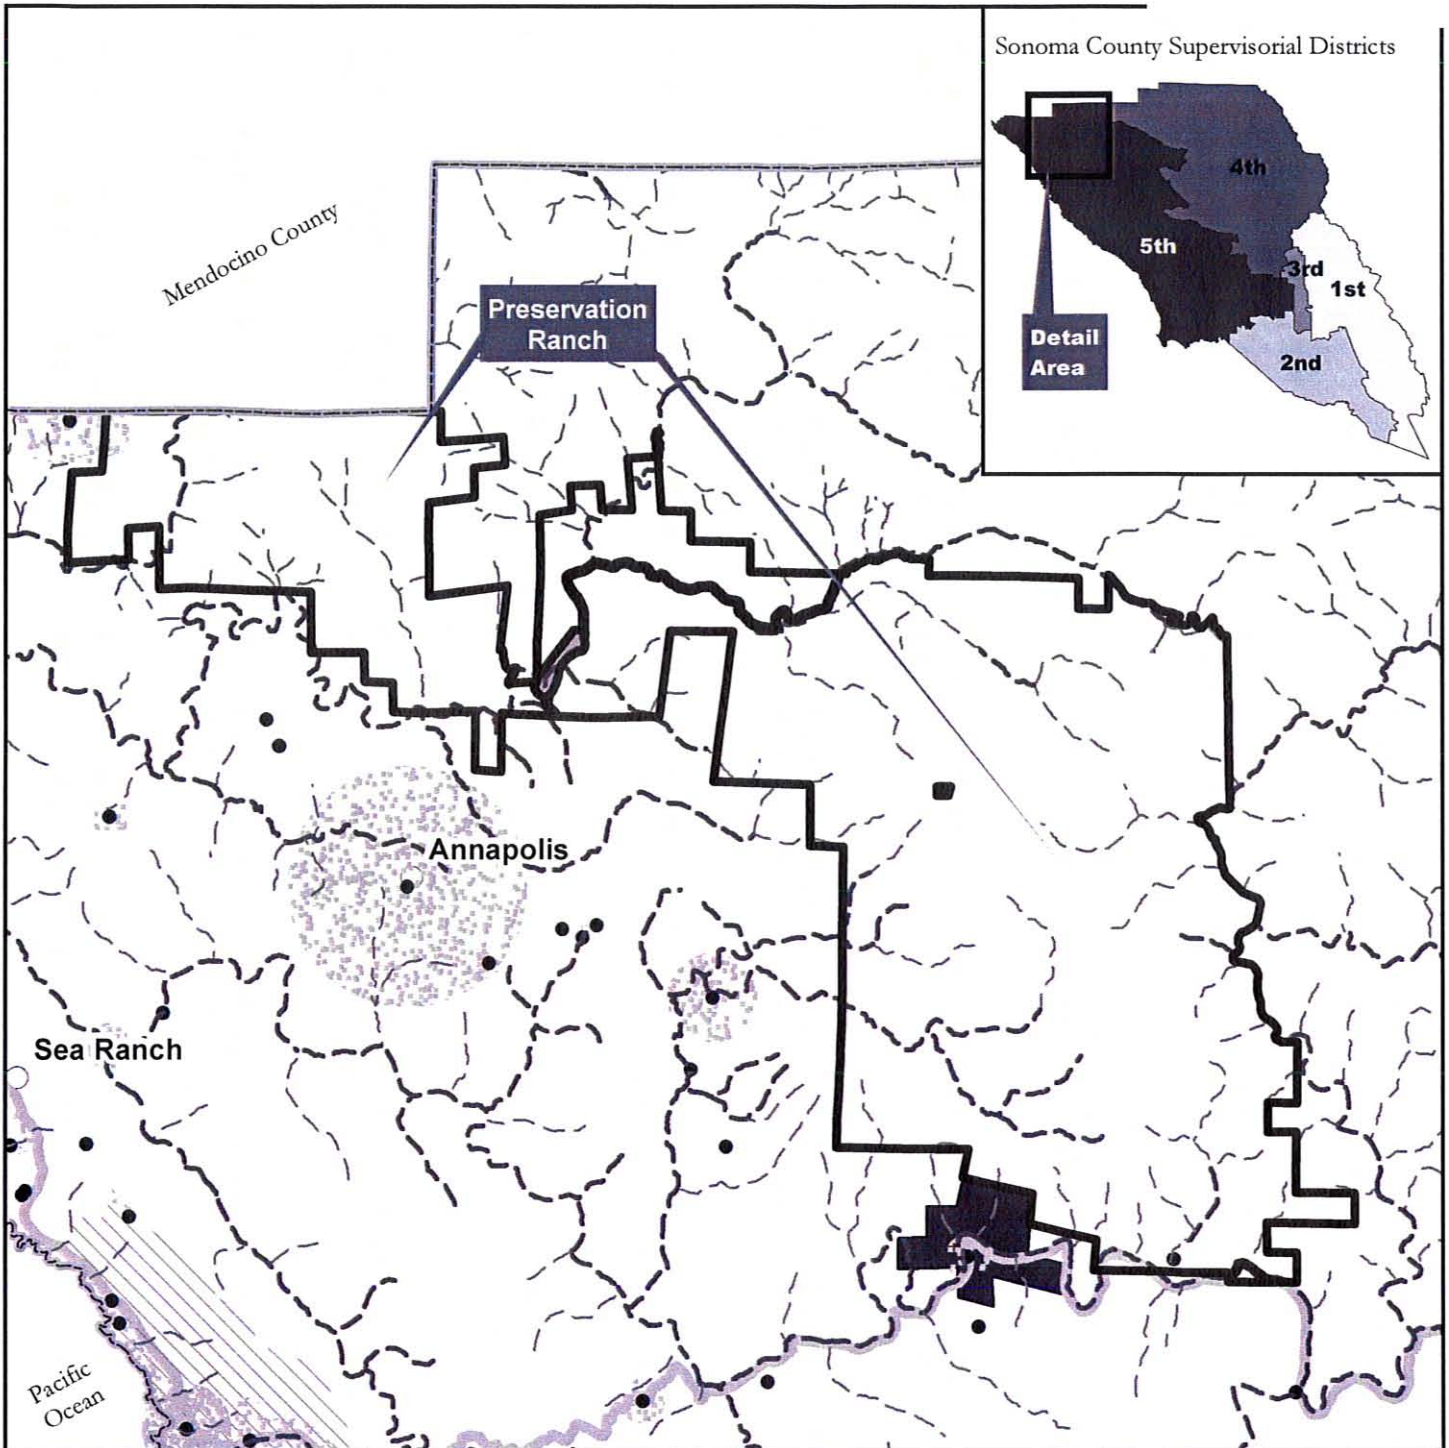 Sonoma County Supervisorial Districts
4th
5th
3rd
1st
2nd
Detail
Area
Mendocino County
Preservation
Ranch
Annapolis
Sea Ranch
Pacific
Ocean